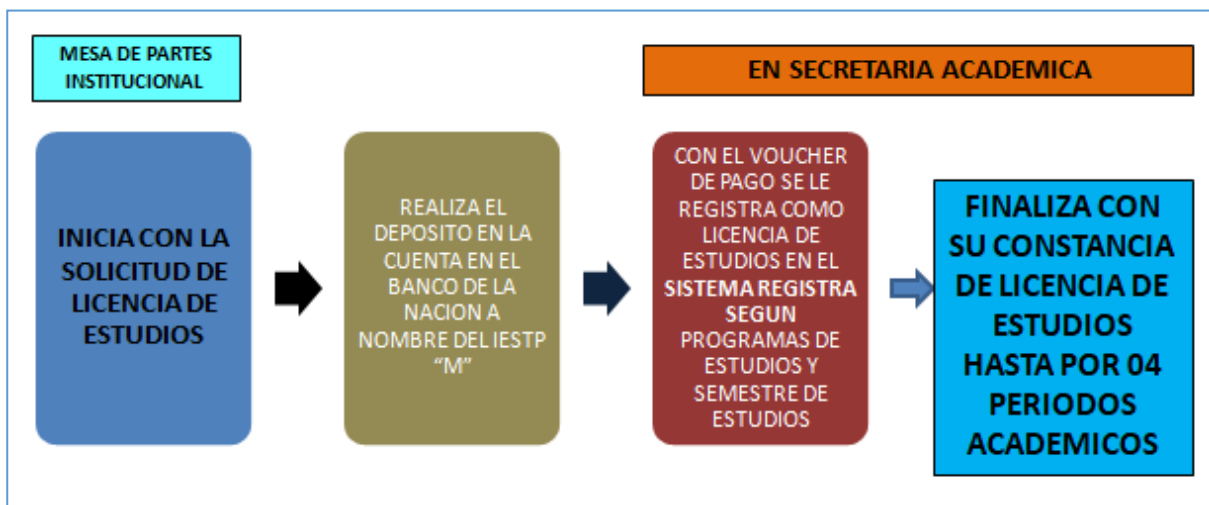 MESA DE PARTES
INSTITUCIONAL
EN SECRETARIA ACADEMICA
INICIA CON LA
SOLICITUD DE
LICENCIA DE
ESTUDIOS
REALIZA EL
DEPOSITO EN LA
CUENTA EN EL
BANCO DE LA
NACION A
NOMBRE DEL IESTP
“M”
CON EL VOUCHER
DE PAGO SE LE
REGISTRA COMO
LICENCIA DE
ESTUDIOS EN EL
SISTEMA REGISTRA
SEGUN
PROGRAMAS DE
ESTUDIOS Y
SEMESTRE DE
ESTUDIOS
FINALIZA CON
SU CONSTANCIA
DE LICENCIA DE
ESTUDIOS
HASTA POR 04
PERIODOS
ACADEMICOS